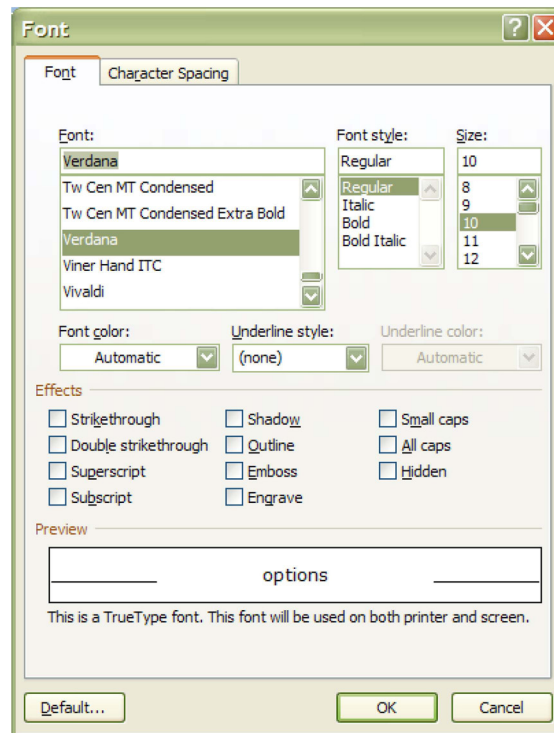 Font
Font Character Spacing
Font: Font style: Size:
Verdana Regular 10
Tw Cen MT Condensed Regular 8
Tw Cen MT Condensed Extra Bold Italic 9
Verdana Bold 10
Viner Hand ITC Bold Italic 11
Vivaldi 12
Font color: Underline style: Underline color:
Automatic (none) Automatic
Effects
Strikethrough Shadow Small caps
Double strikethrough Outline All caps
Superscript Emboss Hidden
Subscript Engrave
Preview
options
This is a TrueType font. This font will be used on both printer and screen.
Default... OK Cancel